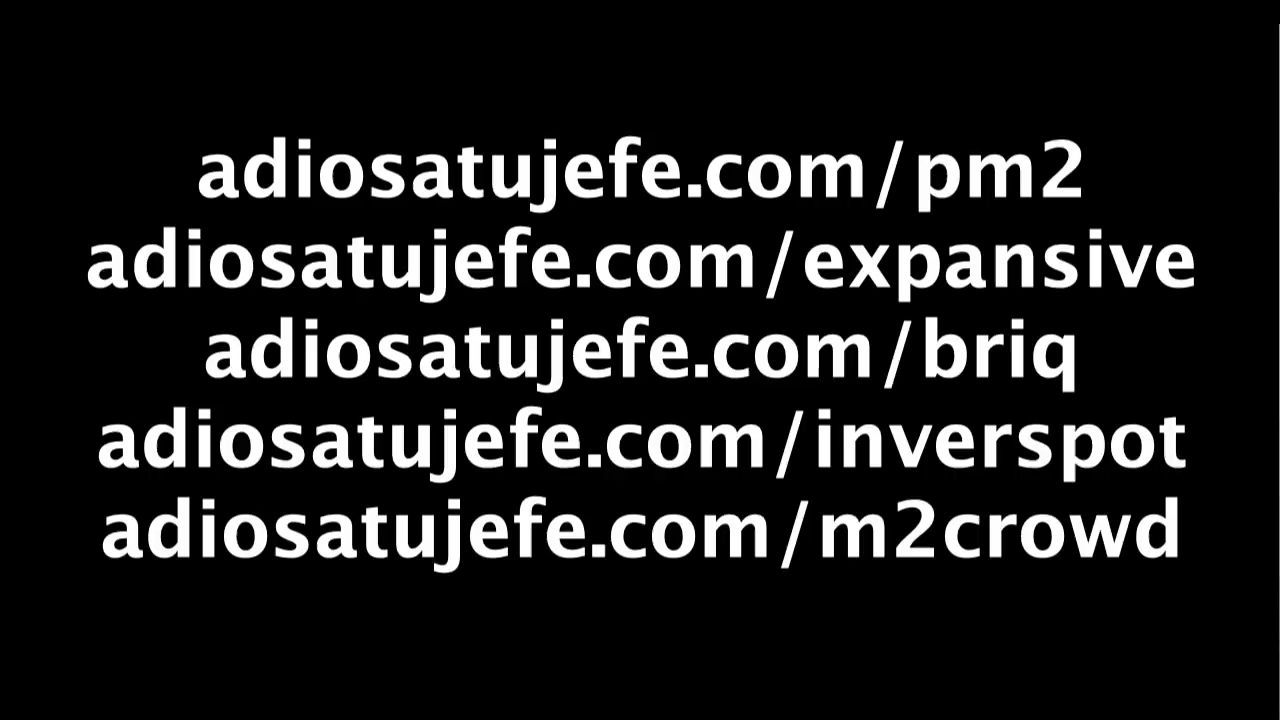 adiosatujefe.com/pm2
adiosatujefe.com/expansive
adiosatujefe.com/briq
adiosatujefe.com/inverspot
adiosatujefe.com/m2crowd